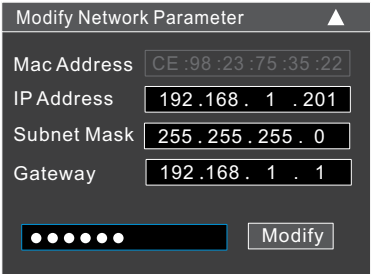 Modify Network Parameter ▲
Mac Address CE:98:23:75:35:22
IP Address 192.168. 1 .201
Subnet Mask 255.255.255. 0
Gateway 192.168. 1 . 1
●●●●●● Modify